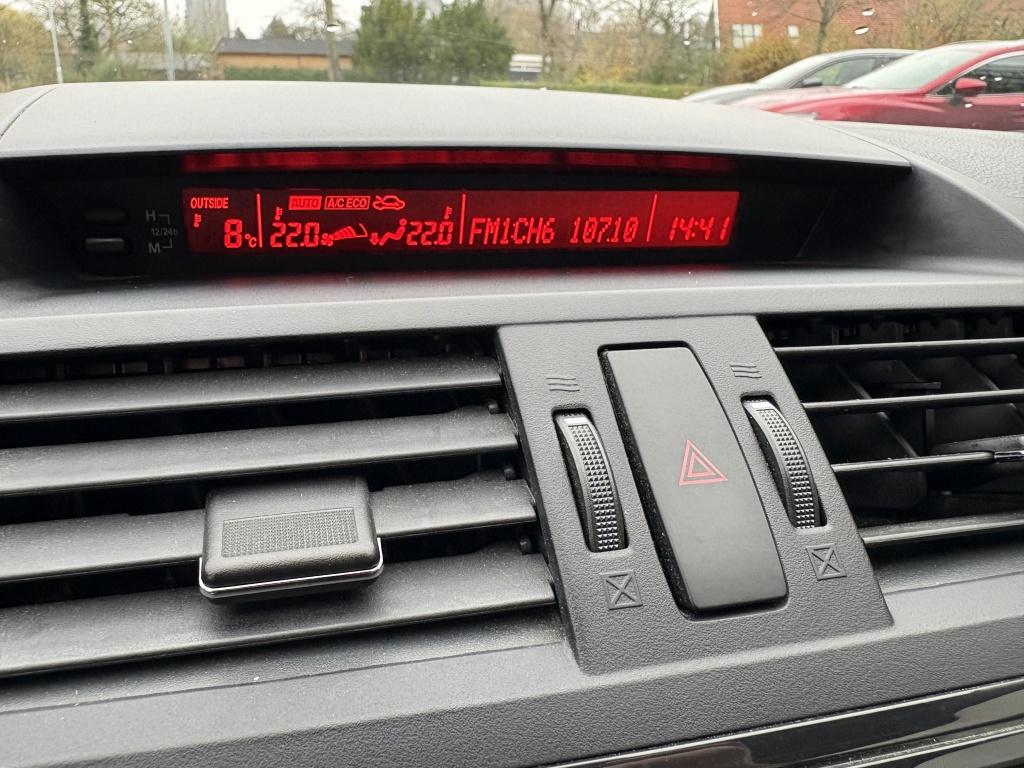 OUTSIDE AUTO A/C ECO
H
12/24h
M
8°C 22.0 22.0 FM1CH6 107.10 14:41